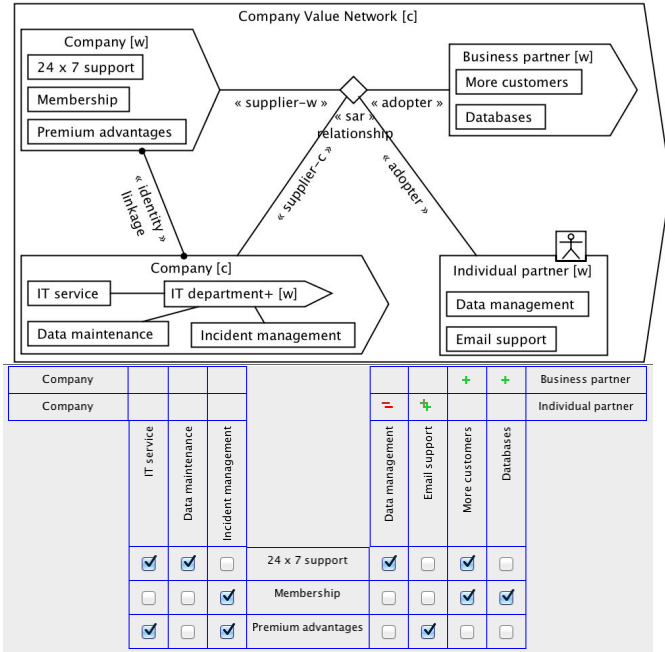 Company Value Network [c]
Company [w]
24 x 7 support
Membership
Premium advantages
Business partner [w]
More customers
Databases
« supplier-w »
« adopter »
« sar »
relationship
« supplier-c »
« adopter »
« identity »
linkage
Company [c]
IT service
IT department+ [w]
Data maintenance
Incident management
Individual partner [w]
Data management
Email support
Company
+
+
Business partner
Company
Individual partner
IT service
Data maintenance
Incident management
Data management
Email support
More customers
Databases
24 x 7 support
Membership
Premium advantages